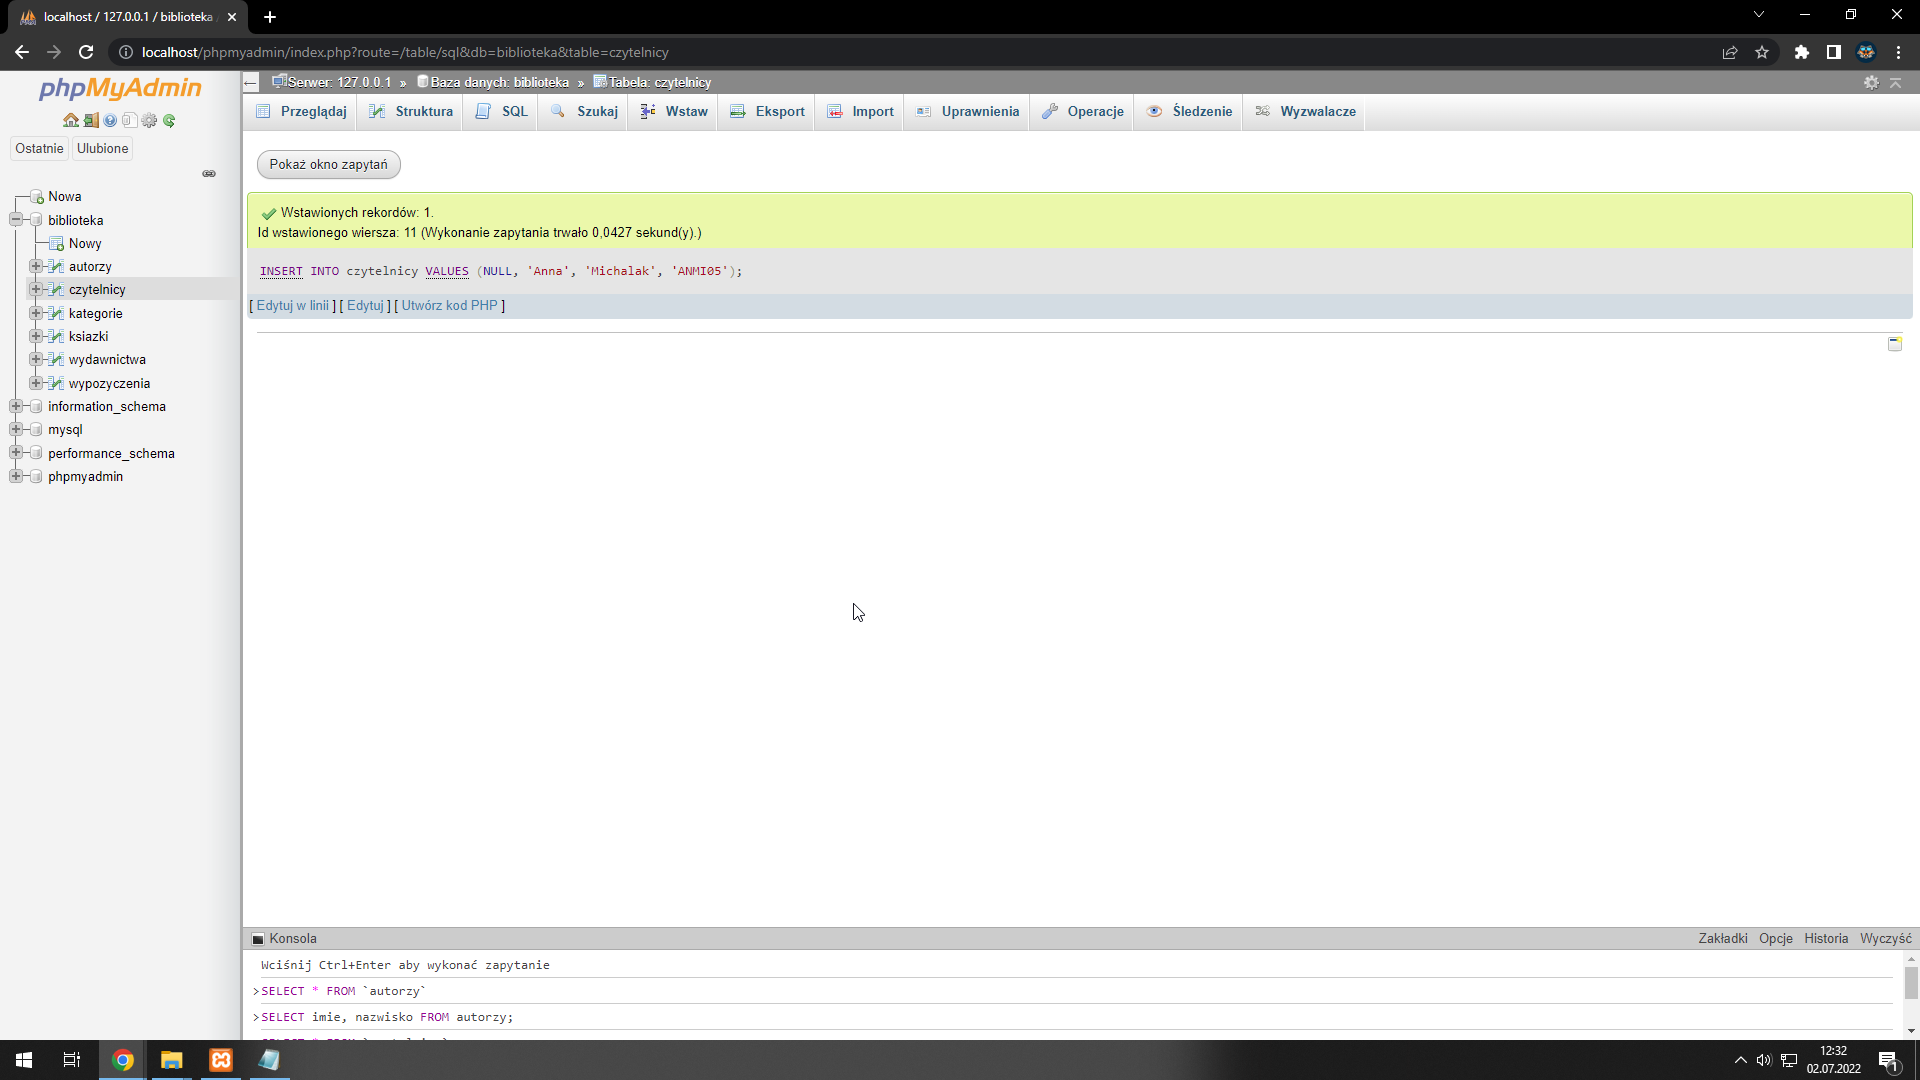 localhost / 127.0.0.1 / biblioteka
localhost/phpmyadmin/index.php?route=/table/sql&db=biblioteka&table=czytelnicy
phpMyAdmin
Ostatnie
Ulubione
Nowa
biblioteka
Nowy
autorzy
czytelnicy
kategorie
ksiazki
wydawnictwa
wypozyczenia
information_schema
mysql
performance_schema
phpmyadmin
Serwer: 127.0.0.1 » Baza danych: biblioteka » Tabela: czytelnicy
Przeglądaj Struktura SQL Szukaj Wstaw Eksport Import Uprawnienia Operacje Śledzenie Wyzwalacze
Pokaż okno zapytań
Wstawionych rekordów: 1.
Id wstawionego wiersza: 11 (Wykonanie zapytania trwało 0,0427 sekund(y).)
INSERT INTO czytelnicy VALUES (NULL, 'Anna', 'Michalak', 'ANMI05');
[ Edytuj w linii ] [ Edytuj ] [ Utwórz kod PHP ]
Konsola
Zakładki Opcje Historia Wyczyść
Wciśnij Ctrl+Enter aby wykonać zapytanie
>SELECT * FROM `autorzy`
>SELECT imie, nazwisko FROM autorzy;
12:32
02.07.2022
1